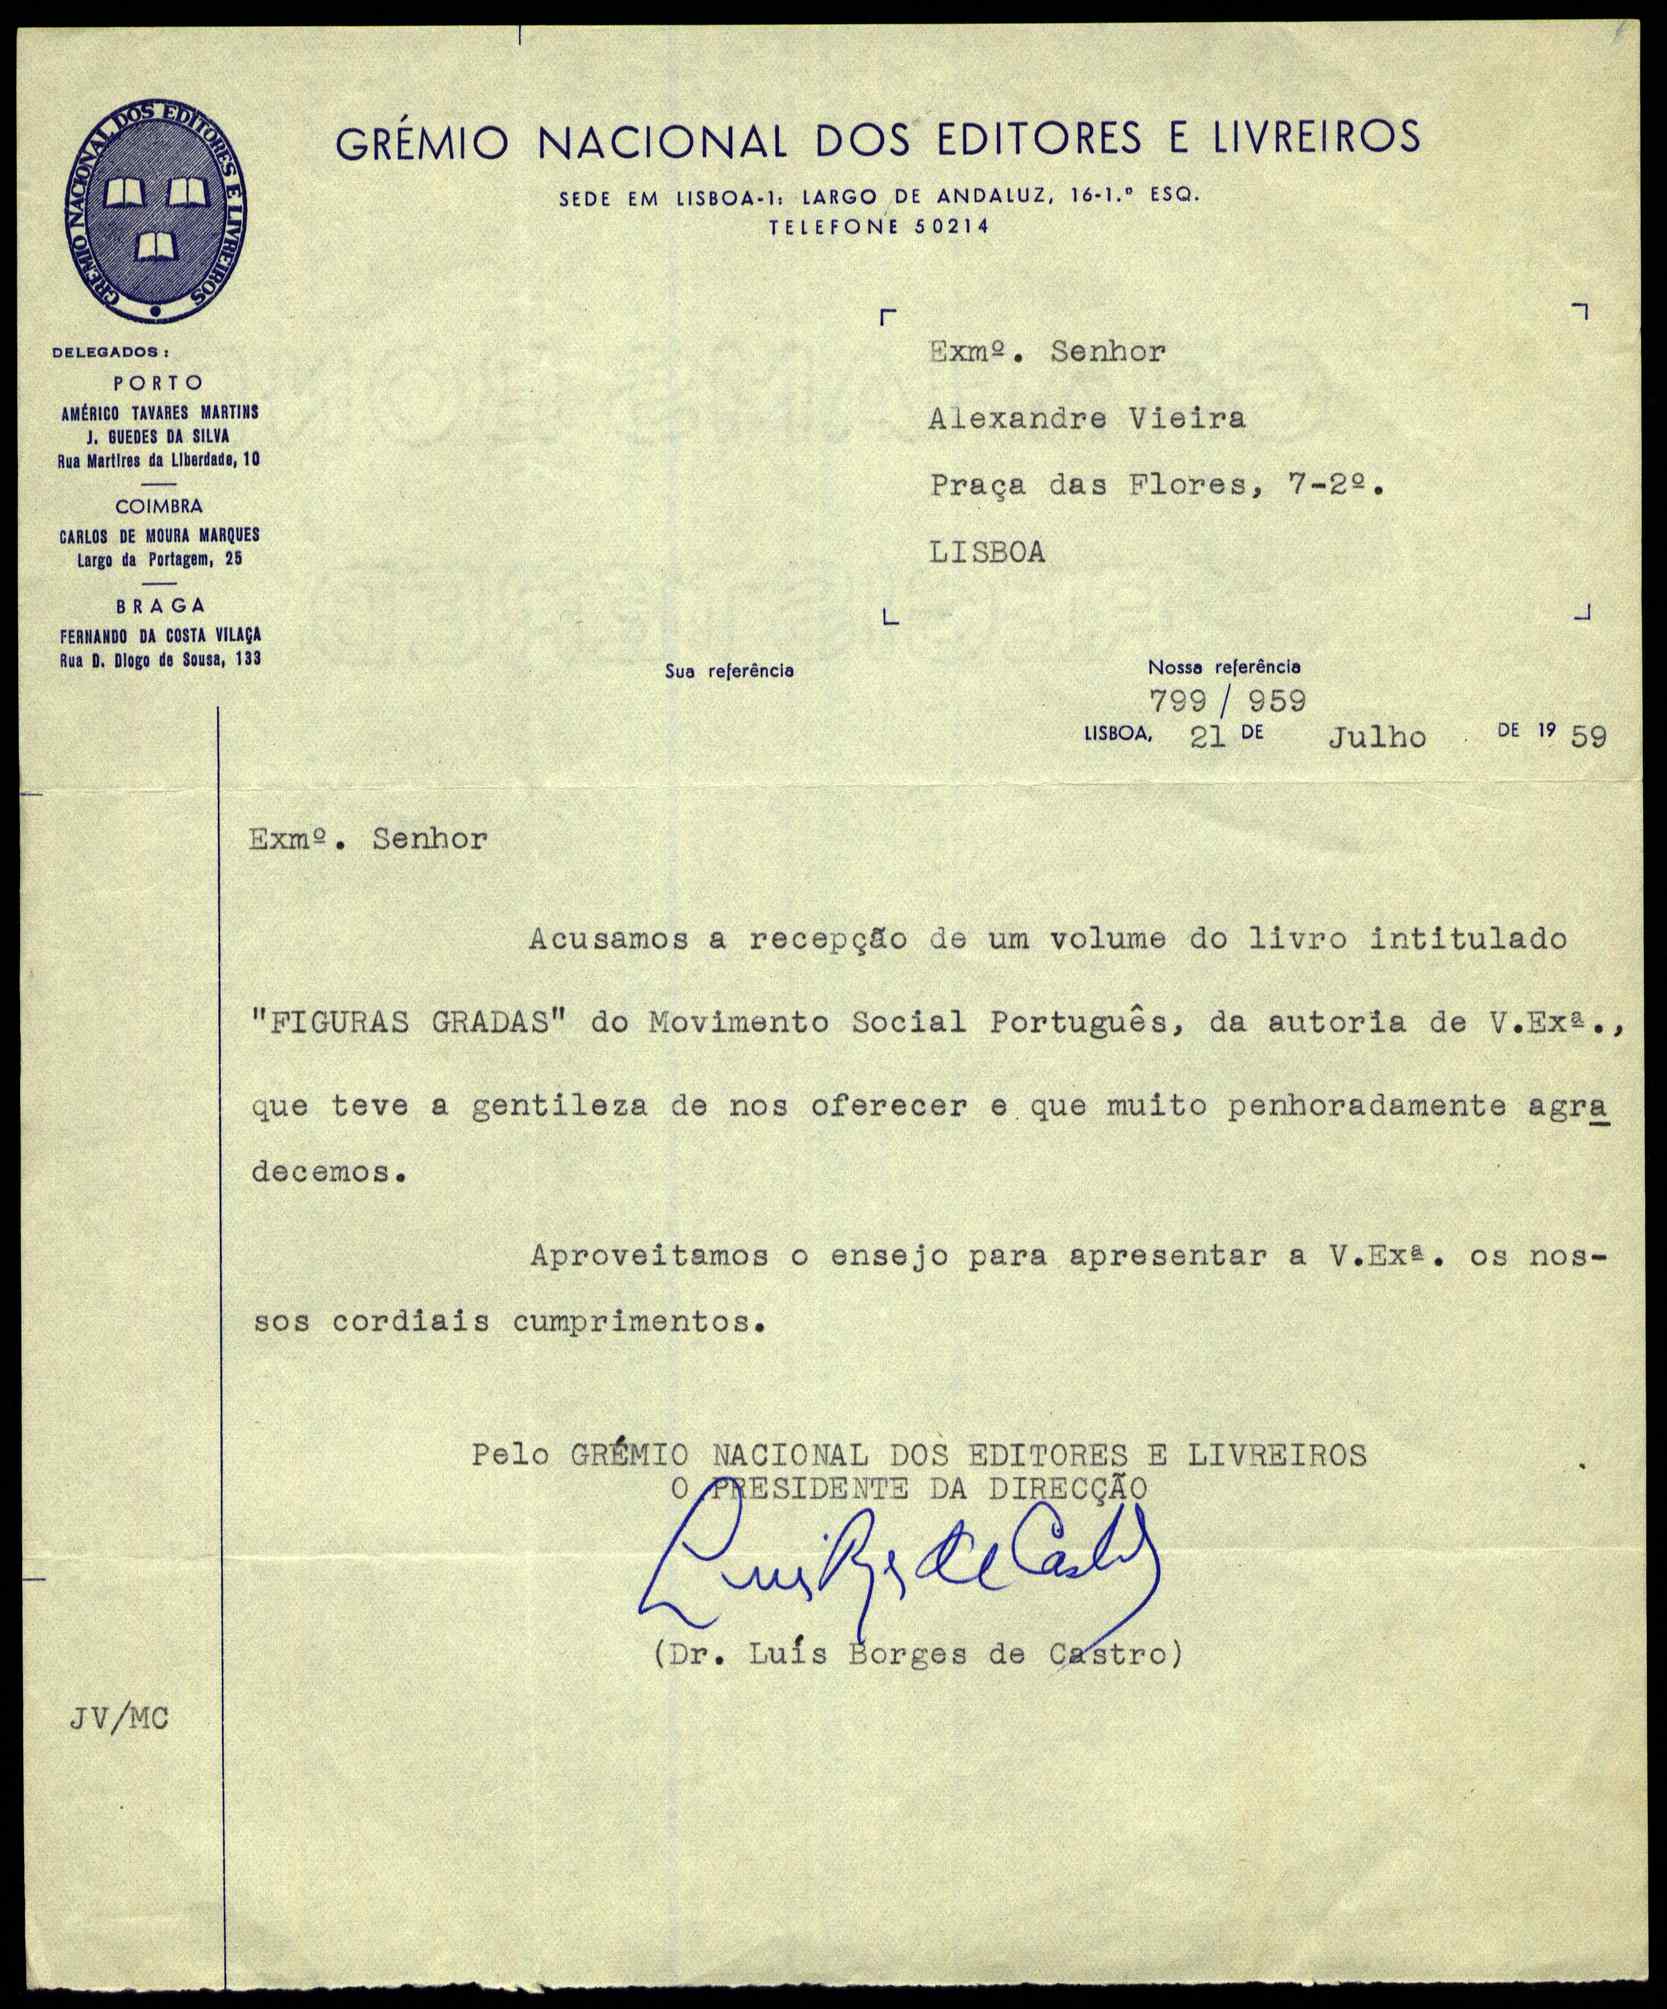 GREMIO NACIONAL DOS EDITORES E LIVREIROS
GRÉMIO NACIONAL DOS EDITORES E LIVREIROS
SEDE EM LISBOA-1: LARGO DE ANDALUZ, 16-1.º ESQ.
TELEFONE 50214
DELEGADOS:
PORTO
AMÉRICO TAVARES MARTINS
J. GUEDES DA SILVA
Rua Martires da Liberdade, 10
COIMBRA
CARLOS DE MOURA MARQUES
Largo da Portagem, 25
BRAGA
FERNANDO DA COSTA VILAÇA
Rua D. Diogo de Sousa, 133
Exmº. Senhor
Alexandre Vieira
Praça das Flores, 7-2º.
LISBOA
Sua referência
Nossa referência
799 / 959
LISBOA, 21 DE Julho DE 19 59
Exmº. Senhor
Acusamos a recepção de um volume do livro intitulado
"FIGURAS GRADAS" do Movimento Social Português, da autoria de V.Exª.,
que teve a gentileza de nos oferecer e que muito penhoradamente agra
decemos.
Aproveitamos o ensejo para apresentar a V.Exª. os nos-
sos cordiais cumprimentos.
Pelo GRÉMIO NACIONAL DOS EDITORES E LIVREIROS
O PRESIDENTE DA DIRECÇÃO
(Dr. Luís Borges de Castro)
JV/MC